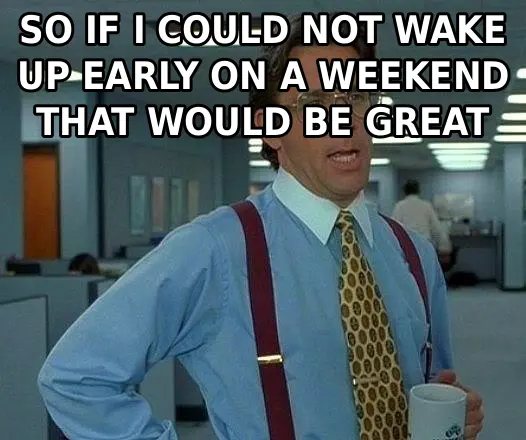 SO IF I COULD NOT WAKE
UP EARLY ON A WEEKEND
THAT WOULD BE GREAT